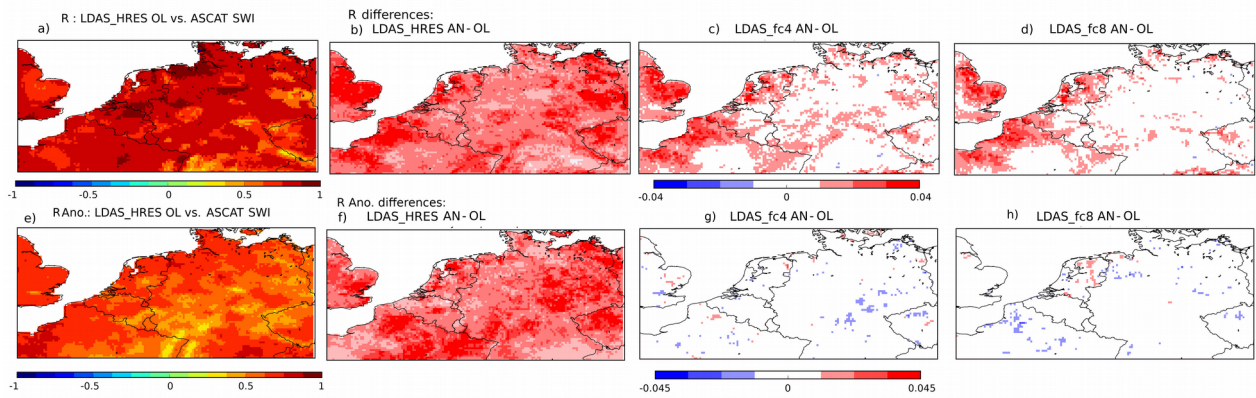 R : LDAS_HRES OL vs. ASCAT SWI
a)
R differences:
b) LDAS_HRES AN - OL
c) LDAS_fc4 AN - OL
d) LDAS_fc8 AN - OL
-1 -0.5 0 0.5 1
-0.04 0 0.04
R Ano.: LDAS_HRES OL vs. ASCAT SWI
e)
R Ano. differences:
f) LDAS_HRES AN - OL
g) LDAS_fc4 AN - OL
h) LDAS_fc8 AN - OL
-1 -0.5 0 0.5 1
-0.045 0 0.045